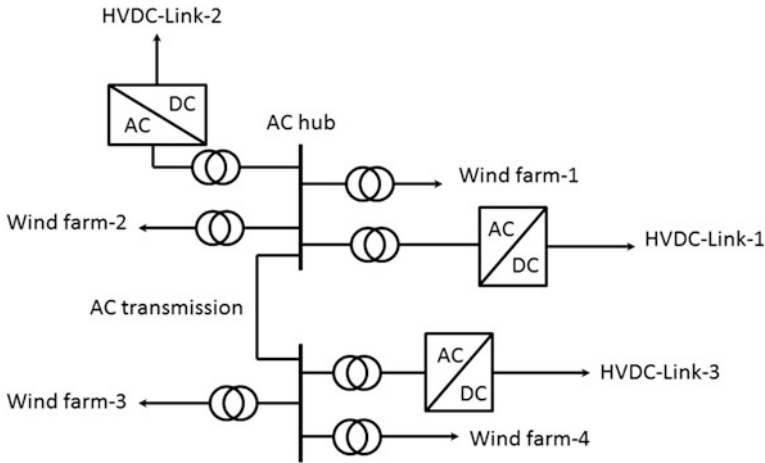 HVDC-Link-2
DC
AC
AC hub
Wind farm-1
Wind farm-2
AC
DC
HVDC-Link-1
AC transmission
AC
DC
HVDC-Link-3
Wind farm-3
Wind farm-4